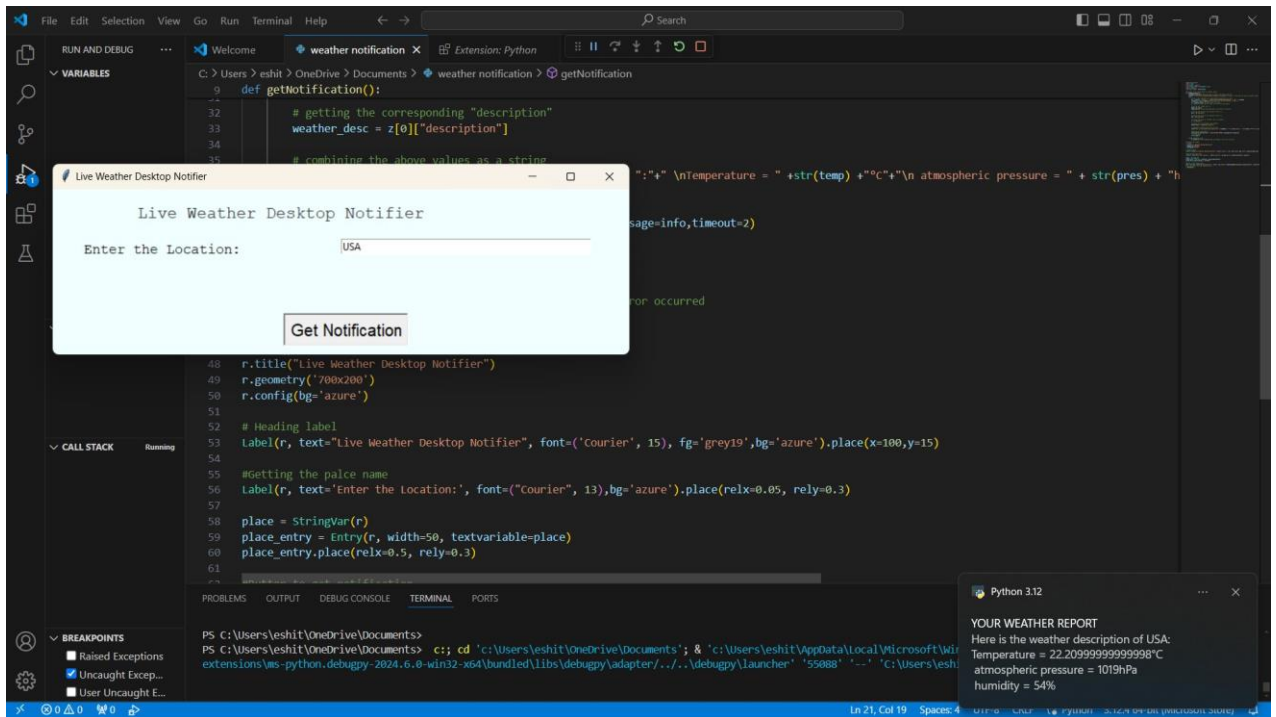 File Edit Selection View Go Run Terminal Help
Search
RUN AND DEBUG
Welcome
weather notification
Extension: Python
VARIABLES
C: > Users > eshit > OneDrive > Documents > weather notification > getNotification
9 def getNotification():
32 # getting the corresponding "description"
33 weather_desc = z[0]["description"]
34
35 # combining the above values as a string
":"+" \nTemperature = " +str(temp) +"°C"+"\n atmospheric pressure = " + str(pres) + "h
sage=info,timeout=2)
ror occurred
Live Weather Desktop Notifier
Live Weather Desktop Notifier
Enter the Location:
USA
Get Notification
48 r.title("Live Weather Desktop Notifier")
49 r.geometry('700x200')
50 r.config(bg='azure')
51
52 # Heading label
53 Label(r, text="Live Weather Desktop Notifier", font=('Courier', 15), fg='grey19',bg='azure').place(x=100,y=15)
54
55 #Getting the palce name
56 Label(r, text='Enter the Location:', font=("Courier", 13),bg='azure').place(relx=0.05, rely=0.3)
57
58 place = StringVar(r)
59 place_entry = Entry(r, width=50, textvariable=place)
60 place_entry.place(relx=0.5, rely=0.3)
61
CALL STACK Running
PROBLEMS OUTPUT DEBUG CONSOLE TERMINAL PORTS
PS C:\Users\eshit\OneDrive\Documents>
PS C:\Users\eshit\OneDrive\Documents> c:; cd 'c:\Users\eshit\OneDrive\Documents'; & 'c:\Users\eshit\AppData\Local\Microsoft\Wi
extensions\ms-python.debugpy-2024.6.0-win32-x64\bundled\libs\debugpy\adapter/../..\debugpy\launcher' '55088' '--' 'C:\Users\esh
BREAKPOINTS
Raised Exceptions
Uncaught Excep...
User Uncaught E...
Python 3.12
YOUR WEATHER REPORT
Here is the weather description of USA:
Temperature = 22.20999999999998°C
atmospheric pressure = 1019hPa
humidity = 54%
0 0 0 Ln 21, Col 19 Spaces: 4